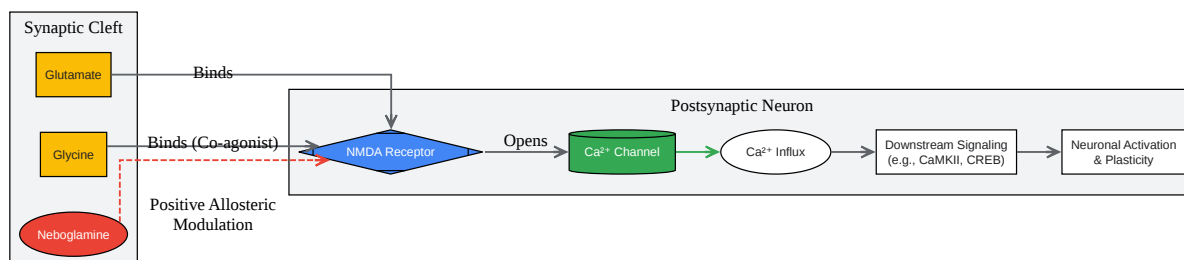 Synaptic Cleft
Glutamate
Binds
Postsynaptic Neuron
Glycine
Binds (Co-agonist)
NMDA Receptor
Opens
Ca²⁺ Channel
Ca²⁺ Influx
Downstream Signaling
(e.g., CaMKII, CREB)
Neuronal Activation
& Plasticity
Positive Allosteric
Modulation
Neboglamine